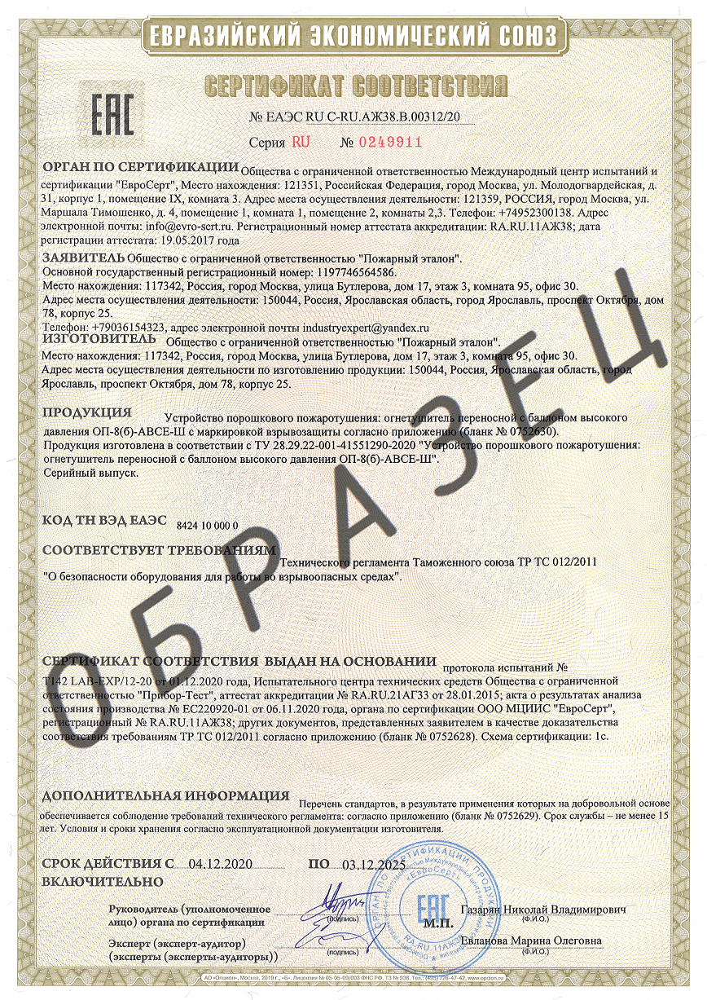 ЕВРАЗИЙСКИЙ ЭКОНОМИЧЕСКИЙ СОЮЗ
СЕРТИФИКАТ СООТВЕТСТВИЯ
EAC
№ ЕАЭС RU C-RU.АЖ38.В.00312/20
Серия RU № 0249911
ОРГАН ПО СЕРТИФИКАЦИИ Общества с ограниченной ответственностью Международный центр испытаний и
сертификации "ЕвроСерт", Место нахождения: 121351, Российская Федерация, город Москва, ул. Молодогвардейская, д.
31, корпус 1, помещение IX, комната 3. Адрес места осуществления деятельности: 121359, РОССИЯ, город Москва, ул.
Маршала Тимошенко, д. 4, помещение 1, комната 1, помещение 2, комнаты 2,3. Телефон: +74952300138. Адрес
электронной почты: info@evro-sert.ru. Регистрационный номер аттестата аккредитации: RA.RU.11АЖ38; дата
регистрации аттестата: 19.05.2017 года
ЗАЯВИТЕЛЬ Общество с ограниченной ответственностью "Пожарный эталон".
Основной государственный регистрационный номер: 1197746564586.
Место нахождения: 117342, Россия, город Москва, улица Бутлерова, дом 17, этаж 3, комната 95, офис 30.
Адрес места осуществления деятельности: 150044, Россия, Ярославская область, город Ярославль, проспект Октября, дом
78, корпус 25.
Телефон: +79036154323, адрес электронной почты industryexpert@yandex.ru
ИЗГОТОВИТЕЛЬ Общество с ограниченной ответственностью "Пожарный эталон".
Место нахождения: 117342, Россия, город Москва, улица Бутлерова, дом 17, этаж 3, комната 95, офис 30.
Адрес места осуществления деятельности по изготовлению продукции: 150044, Россия, Ярославская область, город
Ярославль, проспект Октября, дом 78, корпус 25.
ПРОДУКЦИЯ Устройство порошкового пожаротушения: огнетушитель переносной с баллоном высокого
давления ОП-8(б)-АВСЕ-Ш с маркировкой взрывозащиты согласно приложению (бланк № 0752630).
Продукция изготовлена в соответствии с ТУ 28.29.22-001-41551290-2020 "Устройство порошкового пожаротушения:
огнетушитель переносной с баллоном высокого давления ОП-8(б)-АВСЕ-Ш".
Серийный выпуск.
КОД ТН ВЭД ЕАЭС 8424 10 000 0
СООТВЕТСТВУЕТ ТРЕБОВАНИЯМ Технического регламента Таможенного союза ТР ТС 012/2011
"О безопасности оборудования для работы во взрывоопасных средах".
ОБРАЗЕЦ
СЕРТИФИКАТ СООТВЕТСТВИЯ ВЫДАН НА ОСНОВАНИИ протокола испытаний №
Т142 LAB-EXP/12-20 от 01.12.2020 года, Испытательного центра технических средств Общества с ограниченной
ответственностью "Прибор-Тест", аттестат аккредитации № RA.RU.21АГ33 от 28.01.2015; акта о результатах анализа
состояния производства № ЕС220920-01 от 06.11.2020 года, органа по сертификации ООО МЦИИС "ЕвроСерт",
регистрационный № RA.RU.11АЖ38; других документов, представленных заявителем в качестве доказательства
соответствия требованиям ТР ТС 012/2011 согласно приложению (бланк № 0752628). Схема сертификации: 1с.
ДОПОЛНИТЕЛЬНАЯ ИНФОРМАЦИЯ Перечень стандартов, в результате применения которых на добровольной основе
обеспечивается соблюдение требований технического регламента: согласно приложению (бланк № 0752629). Срок службы – не менее 15
лет. Условия и сроки хранения согласно эксплуатационной документации изготовителя.
СРОК ДЕЙСТВИЯ С 04.12.2020 ПО 03.12.2025
ВКЛЮЧИТЕЛЬНО
Руководитель (уполномоченное
лицо) органа по сертификации
(подпись)
М.П.
Газарян Николай Владимирович
(Ф.И.О.)
Эксперт (эксперт-аудитор)
(эксперты (эксперты-аудиторы))
(подпись)
Евланова Марина Олеговна
(Ф.И.О.)
ОРГАН ПО СЕРТИФИКАЦИИ ПРОДУКЦИИ
"ЕвроСерт"
EAC
RA.RU.11АЖ38
АО «Опцион», Москва, 2019 г., «Б». Лицензия № 05-05-09/003 ФНС РФ. ТЗ № 938. Тел.: (495) 726-47-42, www.opcion.ru